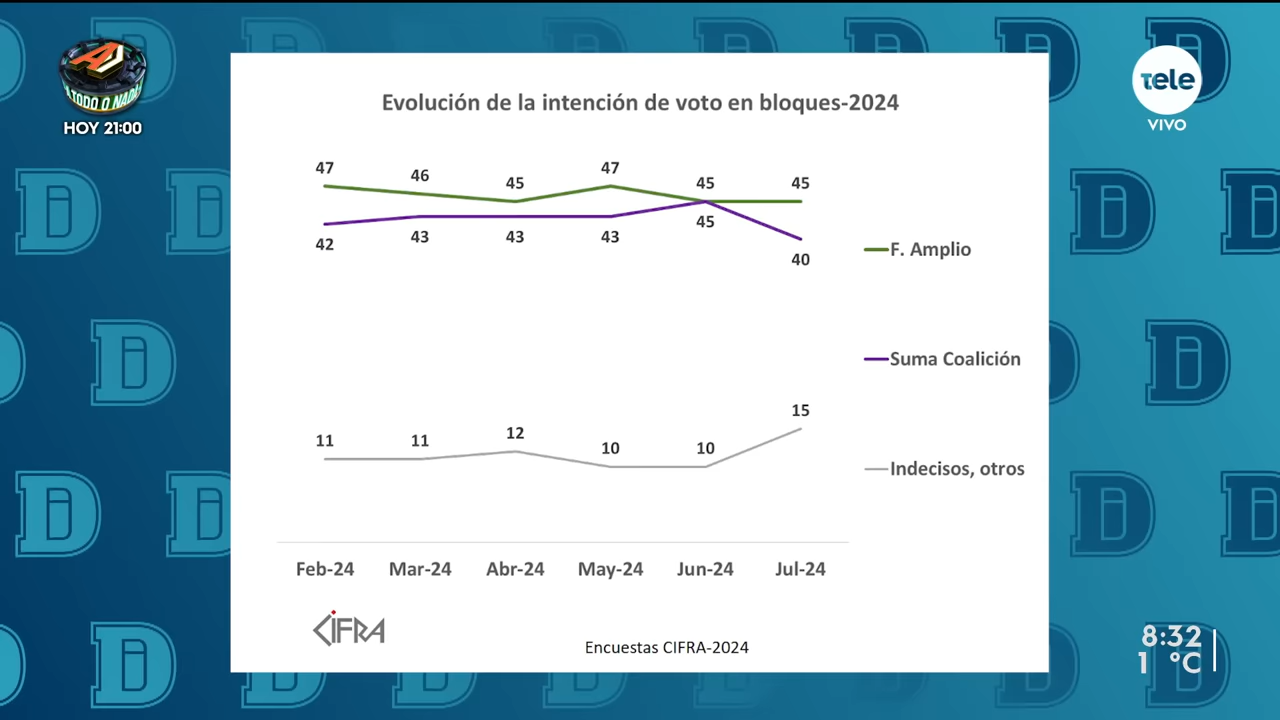 A TODO O NADA
HOY 21:00
Tele
VIVO
Evolución de la intención de voto en bloques-2024
47 46 45 47 45 45
42 43 43 43 45 40
F. Amplio
Suma Coalición
11 11 12 10 10 15
Indecisos, otros
Feb-24 Mar-24 Abr-24 May-24 Jun-24 Jul-24
CIFRA
Encuestas CIFRA-2024
8:32
1 °C